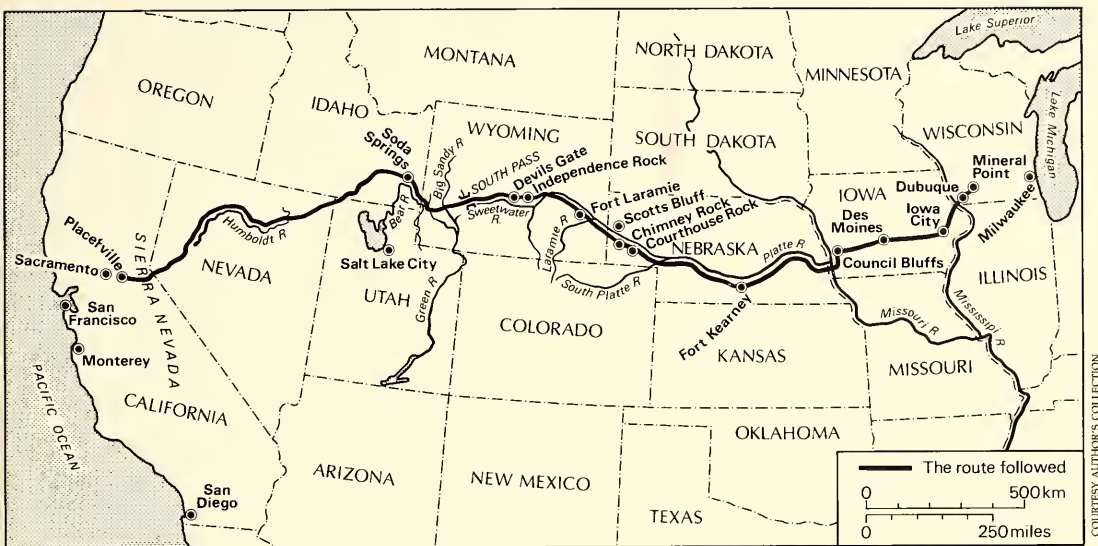 Lake Superior
MONTANA
NORTH DAKOTA
MINNESOTA
OREGON
IDAHO
Lake Michigan
WISCONSIN
WYOMING
SOUTH DAKOTA
Soda
Springs
Big Sandy R
SOUTH PASS
Devils Gate
Independence Rock
Mineral
Point
IOWA
Dubuque
Milwaukee
Fort Laramie
Scotts Bluff
Chimney Rock
Courthouse Rock
Des
Moines
Iowa
City
Sweetwater
R.
Bear R
Humboldt R
Placefville
SIERRA NEVADA
Laramie R
NEBRASKA
Platte R
Council Bluffs
Sacramento
NEVADA
Salt Lake City
ILLINOIS
UTAH
Green R
South Platte R
San
Francisco
COLORADO
Fort Kearney
Missouri R
Mississipi R
Monterey
KANSAS
MISSOURI
PACIFIC OCEAN
CALIFORNIA
OKLAHOMA
ARIZONA
NEW MEXICO
San
Diego
TEXAS
The route followed
0 500km
0 250miles
COURTESY AUTHOR'S COLLECTION